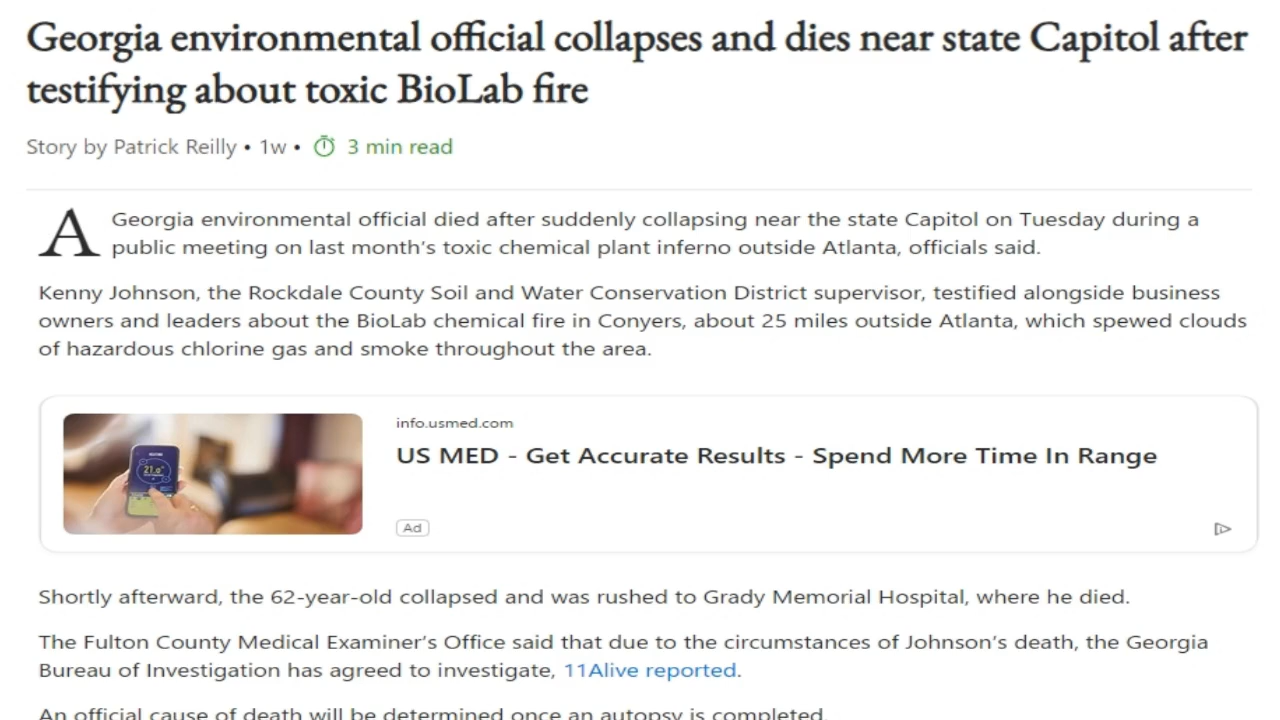 Georgia environmental official collapses and dies near state Capitol after
testifying about toxic BioLab fire
Story by Patrick Reilly • 1w • 3 min read
A Georgia environmental official died after suddenly collapsing near the state Capitol on Tuesday during a
public meeting on last month's toxic chemical plant inferno outside Atlanta, officials said.
Kenny Johnson, the Rockdale County Soil and Water Conservation District supervisor, testified alongside business
owners and leaders about the BioLab chemical fire in Conyers, about 25 miles outside Atlanta, which spewed clouds
of hazardous chlorine gas and smoke throughout the area.
info.usmed.com
US MED - Get Accurate Results - Spend More Time In Range
21.0
Ad
Shortly afterward, the 62-year-old collapsed and was rushed to Grady Memorial Hospital, where he died.
The Fulton County Medical Examiner's Office said that due to the circumstances of Johnson's death, the Georgia
Bureau of Investigation has agreed to investigate, 11Alive reported.
An official cause of death will be determined once an autopsy is completed.